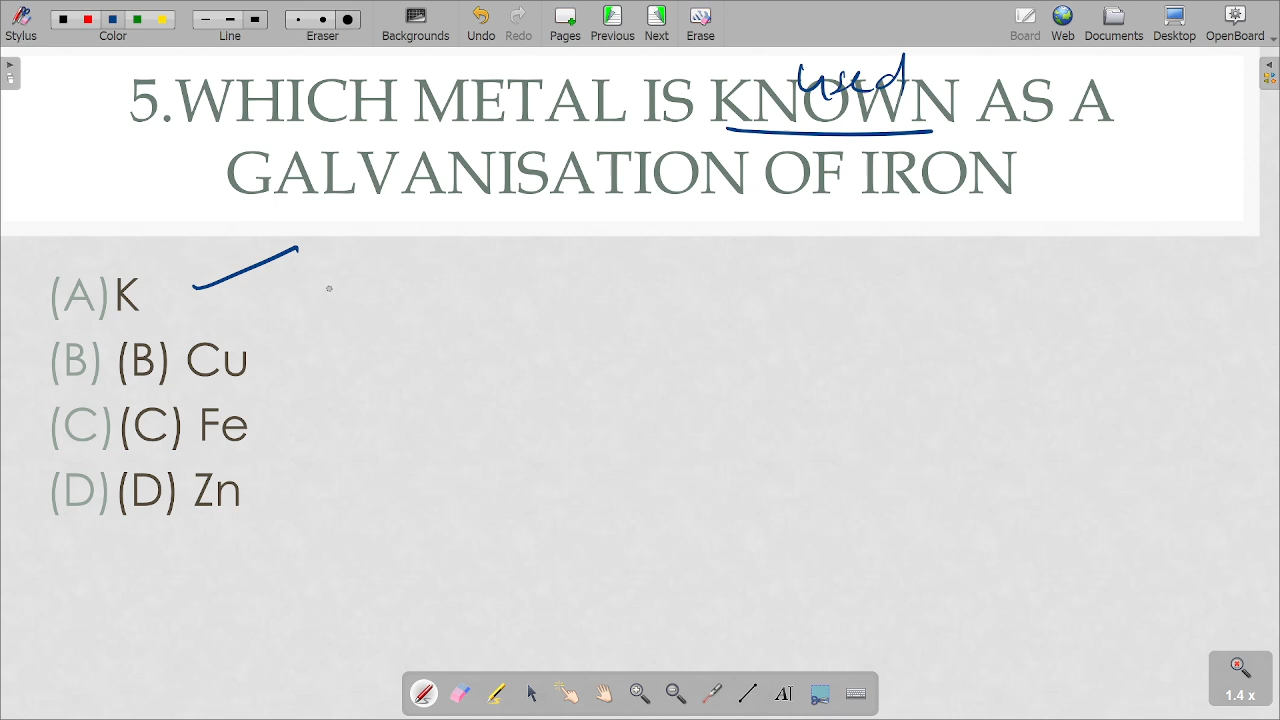 Stylus Color Line Eraser Backgrounds Undo Redo Pages Previous Next Erase Board Web Documents Desktop OpenBoard
used
5.WHICH METAL IS KNOWN AS A
GALVANISATION OF IRON
(A) K
(B) (B) Cu
(C) (C) Fe
(D) (D) Zn
1.4 x